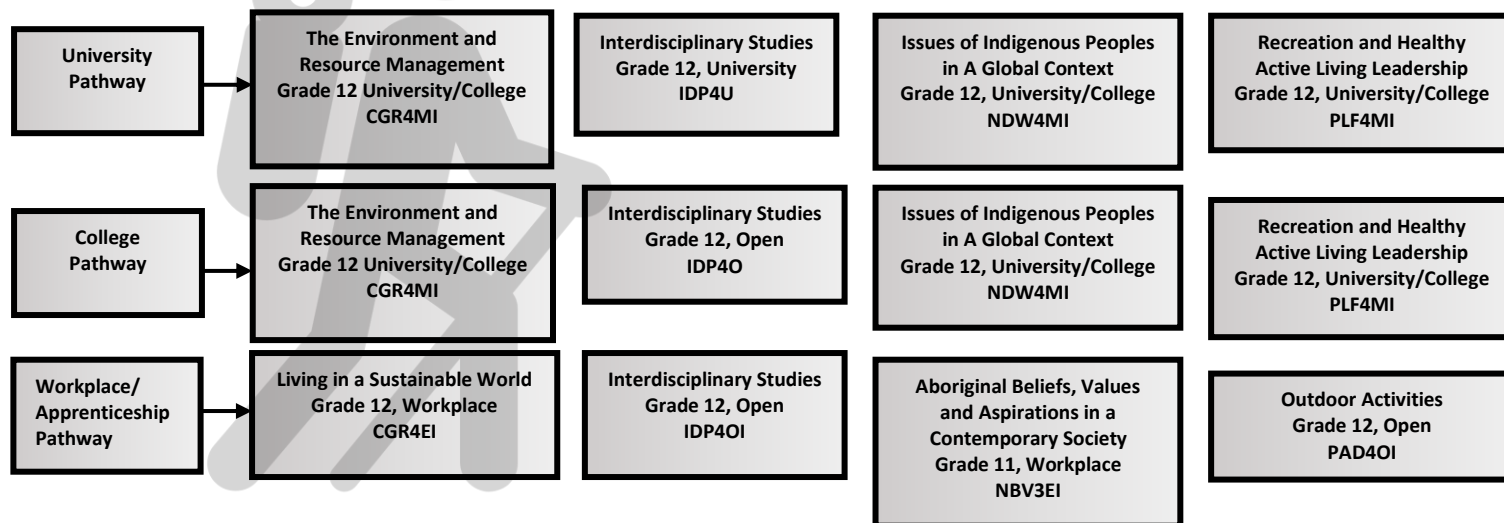 University
Pathway
The Environment and
Resource Management
Grade 12 University/College
CGR4MI
Interdisciplinary Studies
Grade 12, University
IDP4U
Issues of Indigenous Peoples
in A Global Context
Grade 12, University/College
NDW4MI
Recreation and Healthy
Active Living Leadership
Grade 12, University/College
PLF4MI
College
Pathway
The Environment and
Resource Management
Grade 12 University/College
CGR4MI
Interdisciplinary Studies
Grade 12, Open
IDP4O
Issues of Indigenous Peoples
in A Global Context
Grade 12, University/College
NDW4MI
Recreation and Healthy
Active Living Leadership
Grade 12, University/College
PLF4MI
Workplace/
Apprenticeship
Pathway
Living in a Sustainable World
Grade 12, Workplace
CGR4EI
Interdisciplinary Studies
Grade 12, Open
IDP4OI
Aboriginal Beliefs, Values
and Aspirations in a
Contemporary Society
Grade 11, Workplace
NBV3EI
Outdoor Activities
Grade 12, Open
PAD4OI